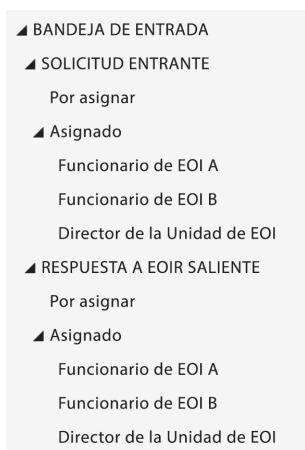 BANDEJA DE ENTRADA
SOLICITUD ENTRANTE
Por asignar
Asignado
Funcionario de EOI A
Funcionario de EOI B
Director de la Unidad de EOI
RESPUESTA A EOIR SALIENTE
Por asignar
Asignado
Funcionario de EOI A
Funcionario de EOI B
Director de la Unidad de EOI